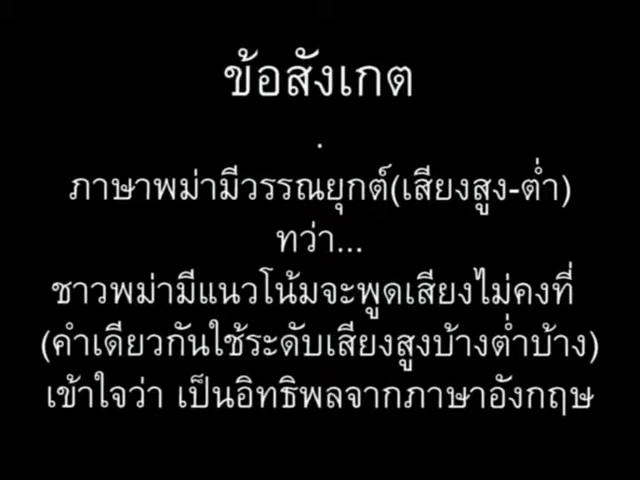 ข้อสังเกต
.
ภาษาพม่ามีวรรณยุกต์(เสียงสูง-ต่ำ)
ทว่า...
ชาวพม่ามีแนวโน้มจะพูดเสียงไม่คงที่
(คำเดียวกันใช้ระดับเสียงสูงบ้างต่ำบ้าง)
เข้าใจว่า เป็นอิทธิพลจากภาษาอังกฤษ